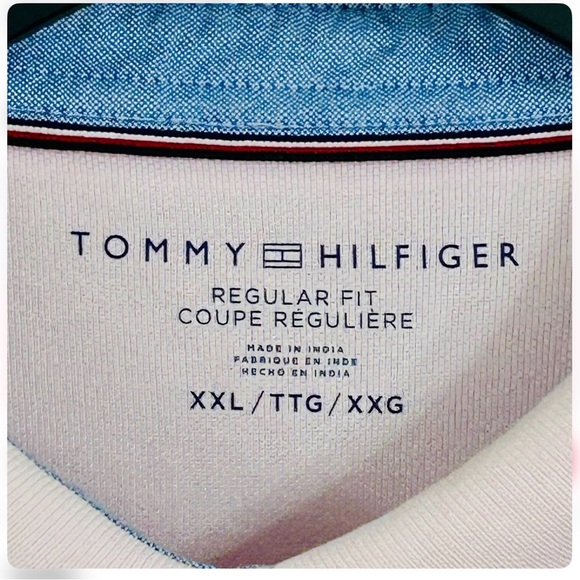 TOMMY HILFIGER
REGULAR FIT
COUPE RÉGULIÈRE
MADE IN INDIA
FABRIQUE EN INDE
HECHO EN INDIA
XXL/TTG/XXG